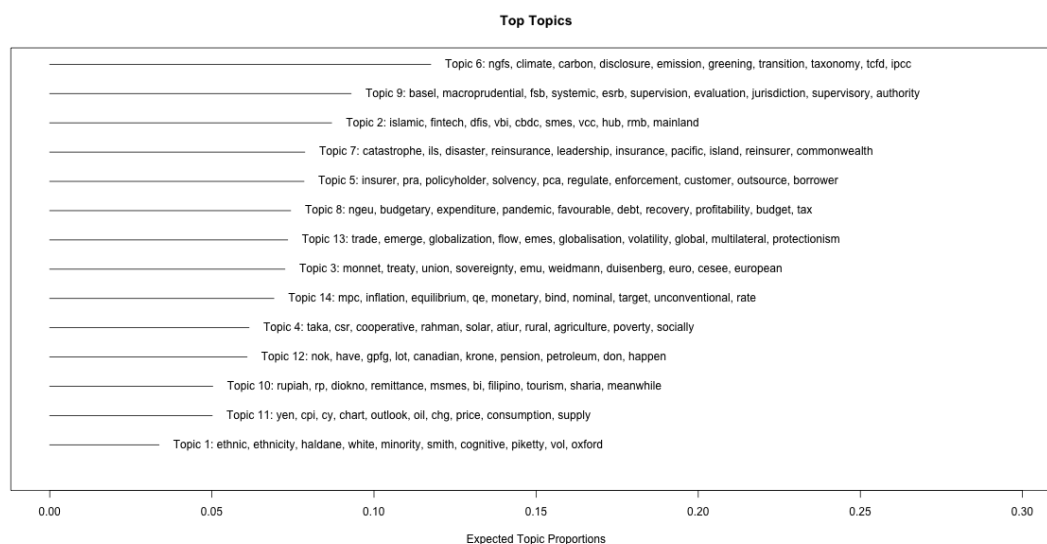 Top Topics
Topic 6: ngfs, climate, carbon, disclosure, emission, greening, transition, taxonomy, tcfd, ipcc
Topic 9: basel, macroprudential, fsb, systemic, esrb, supervision, evaluation, jurisdiction, supervisory, authority
Topic 2: islamic, fintech, dfis, vbi, cbdc, smes, vcc, hub, rmb, mainland
Topic 7: catastrophe, ils, disaster, reinsurance, leadership, insurance, pacific, island, reinsurer, commonwealth
Topic 5: insurer, pra, policyholder, solvency, pca, regulate, enforcement, customer, outsource, borrower
Topic 8: ngeu, budgetary, expenditure, pandemic, favourable, debt, recovery, profitability, budget, tax
Topic 13: trade, emerge, globalization, flow, emes, globalisation, volatility, global, multilateral, protectionism
Topic 3: monnet, treaty, union, sovereignty, emu, weidmann, duisenberg, euro, cesee, european
Topic 14: mpc, inflation, equilibrium, qe, monetary, bind, nominal, target, unconventional, rate
Topic 4: taka, csr, cooperative, rahman, solar, atiur, rural, agriculture, poverty, socially
Topic 12: nok, have, gpfg, lot, canadian, krone, pension, petroleum, don, happen
Topic 10: rupiah, rp, diokno, remittance, msmes, bi, filipino, tourism, sharia, meanwhile
Topic 11: yen, cpi, cy, chart, outlook, oil, chg, price, consumption, supply
Topic 1: ethnic, ethnicity, haldane, white, minority, smith, cognitive, piketty, vol, oxford
0.00 0.05 0.10 0.15 0.20 0.25 0.30
Expected Topic Proportions